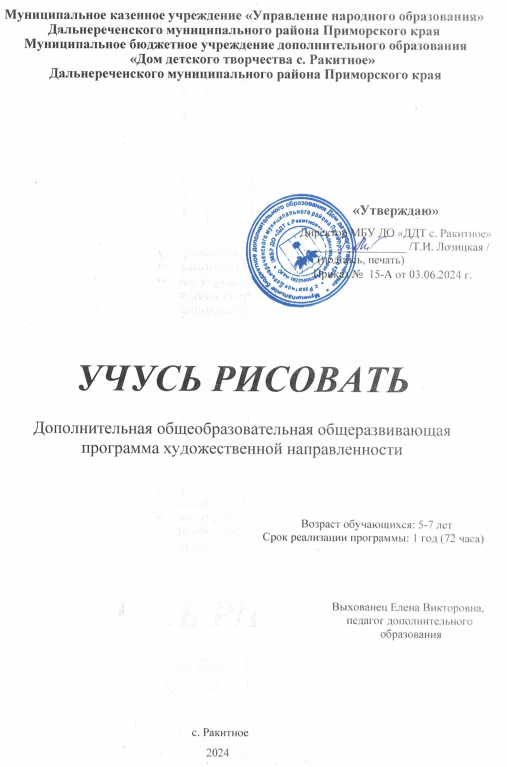 Муниципальное казенное учреждение «Управление народного образования»
Дальнереченского муниципального района Приморского края
Муниципальное бюджетное учреждение дополнительного образования
«Дом детского творчества с. Ракитное»
Дальнереченского муниципального района Приморского края
«Утверждаю»
Директор МБУ ДО «ДДТ с. Ракитное»
/Т.И. Лозицкая /
(подпись, печать)
Приказ № 15-А от 03.06.2024 г.
УЧУСЬ РИСОВАТЬ
Дополнительная общеобразовательная общеразвивающая
программа художественной направленности
Возраст обучающихся: 5-7 лет
Срок реализации программы: 1 год (72 часа)
Выхованец Елена Викторовна,
педагог дополнительного
образования
с. Ракитное
2024